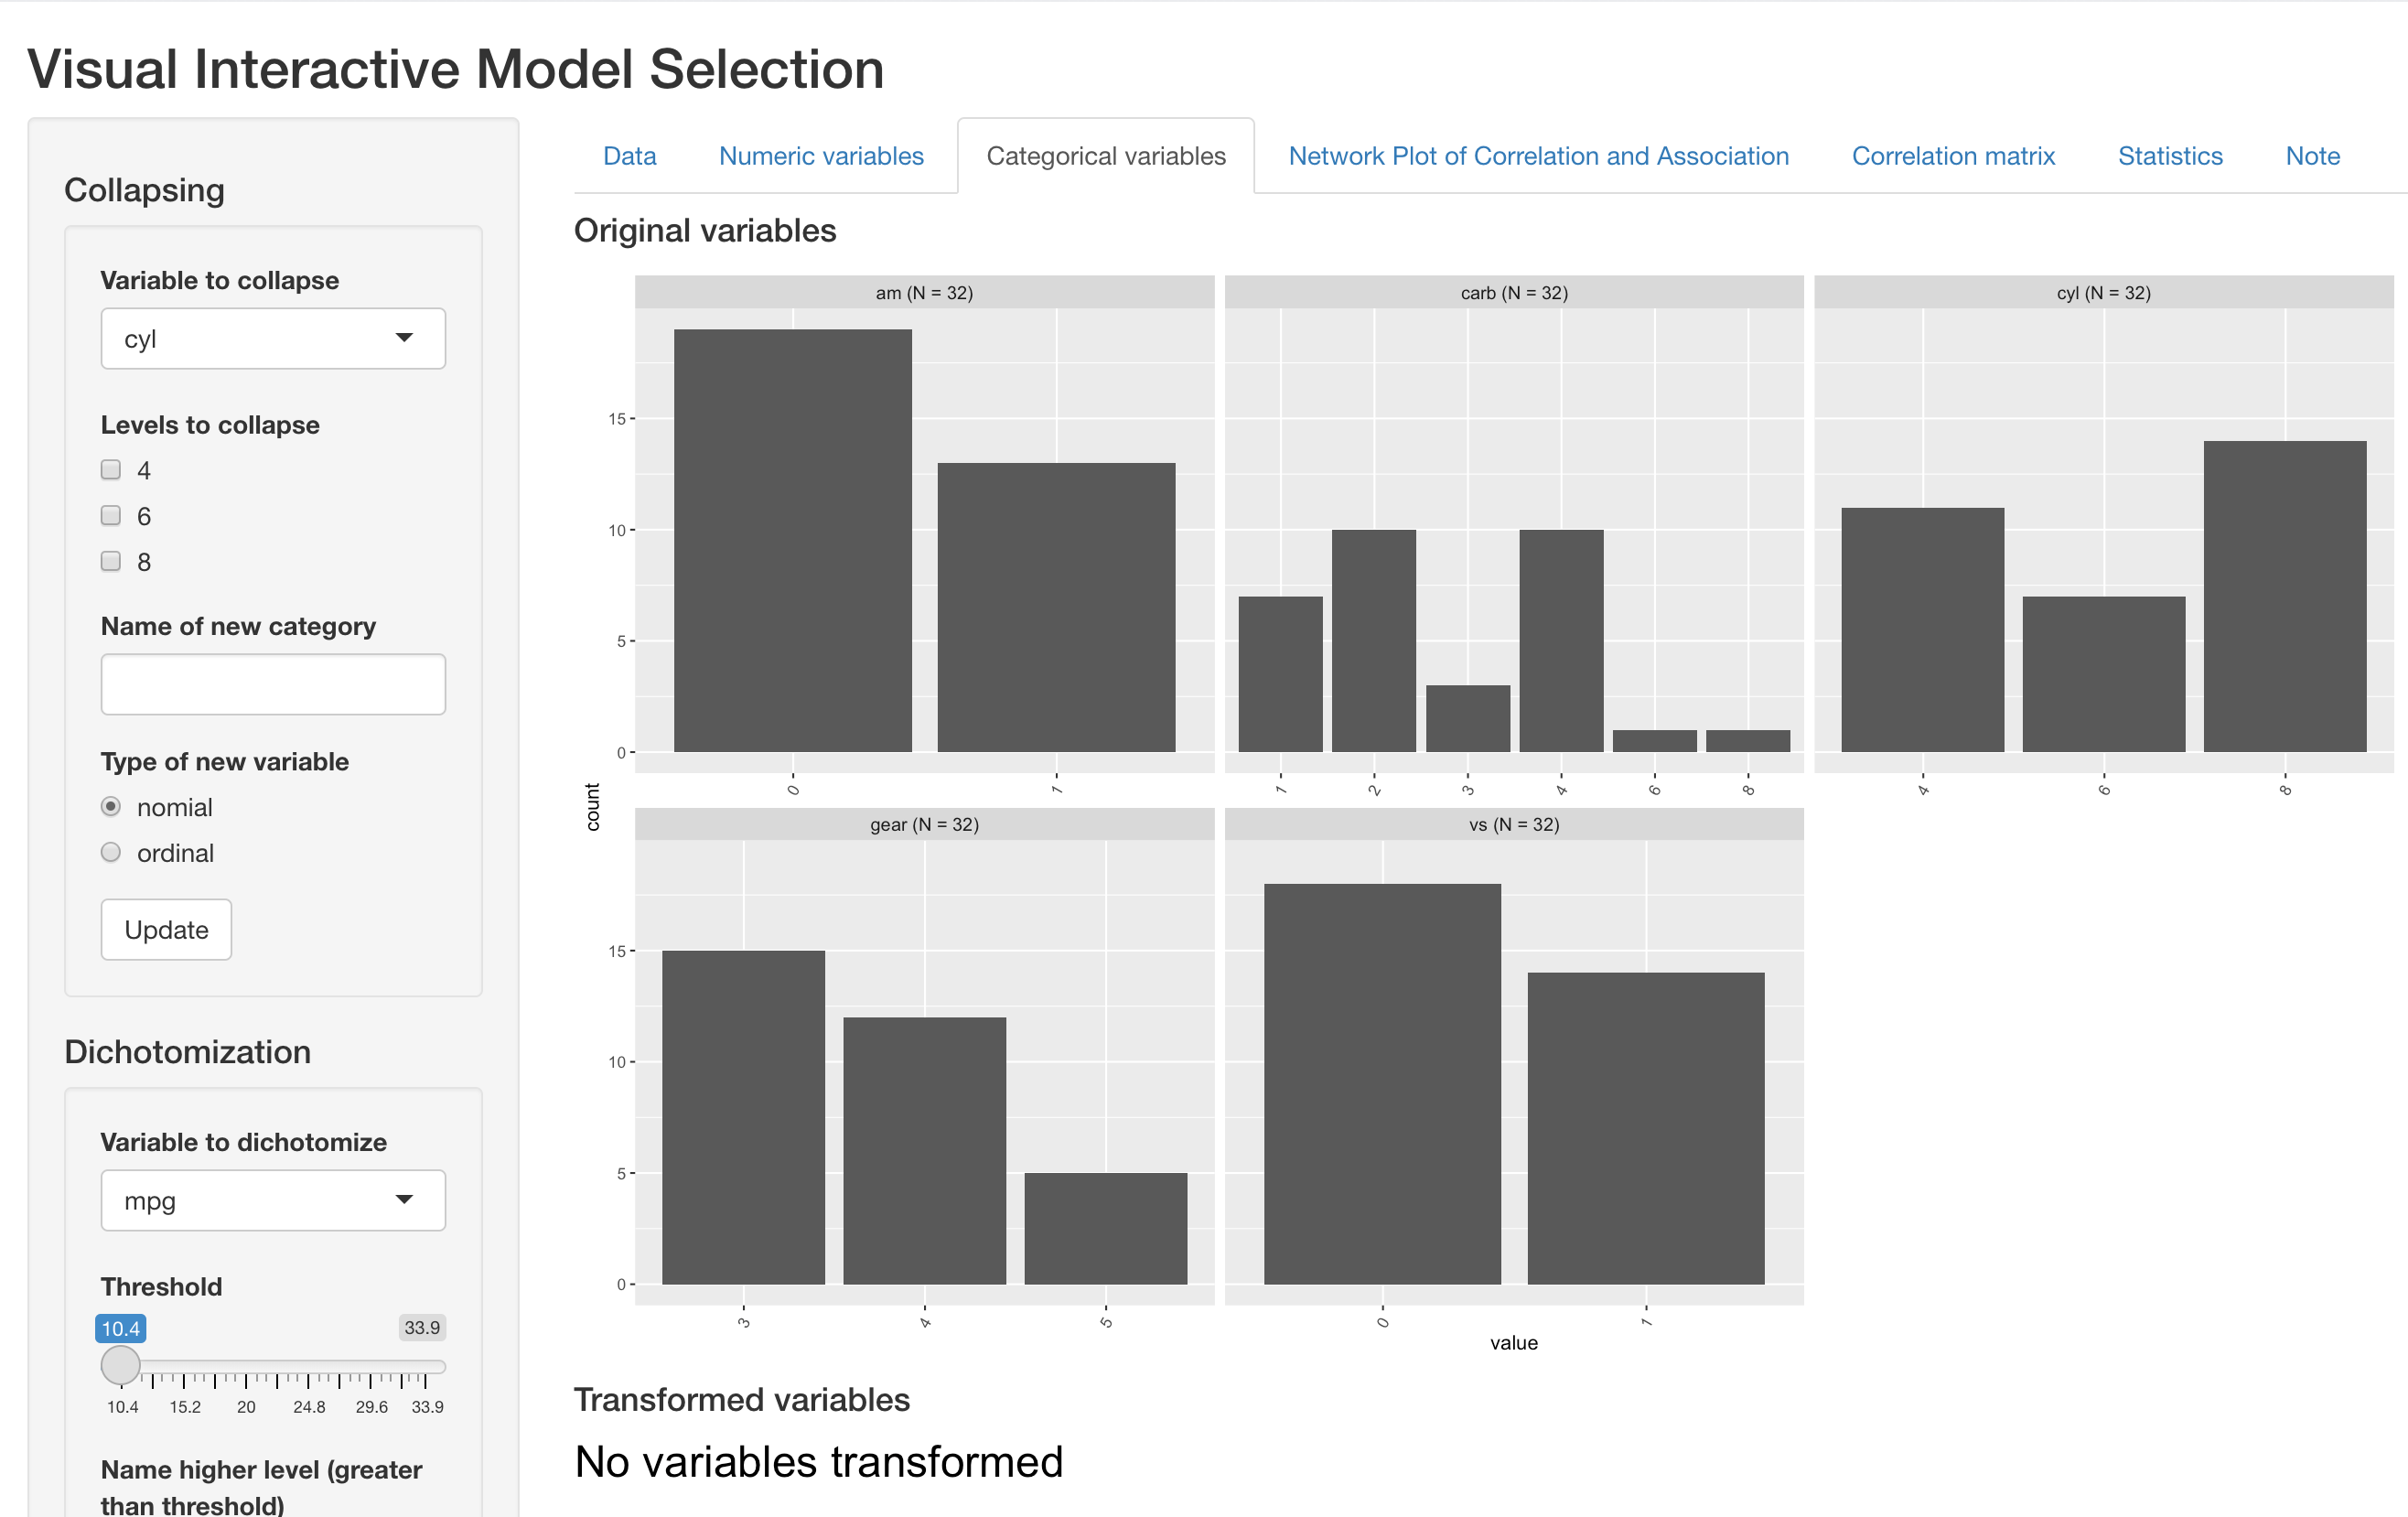 Visual Interactive Model Selection
Collapsing
Variable to collapse
cyl
Levels to collapse
4
6
8
Name of new category
Type of new variable
nomial
ordinal
Update
Dichotomization
Variable to dichotomize
mpg
Threshold
10.4 33.9
10.4 15.2 20 24.8 29.6 33.9
Name higher level (greater
than threshold)
Data Numeric variables Categorical variables Network Plot of Correlation and Association Correlation matrix Statistics Note
Original variables
am (N = 32) carb (N = 32) cyl (N = 32)
15
10
5
0
0 1 1 2 3 4 6 8 4 6 8
count
gear (N = 32) vs (N = 32)
15
10
5
0
3 4 5 0 1
value
Transformed variables
No variables transformed